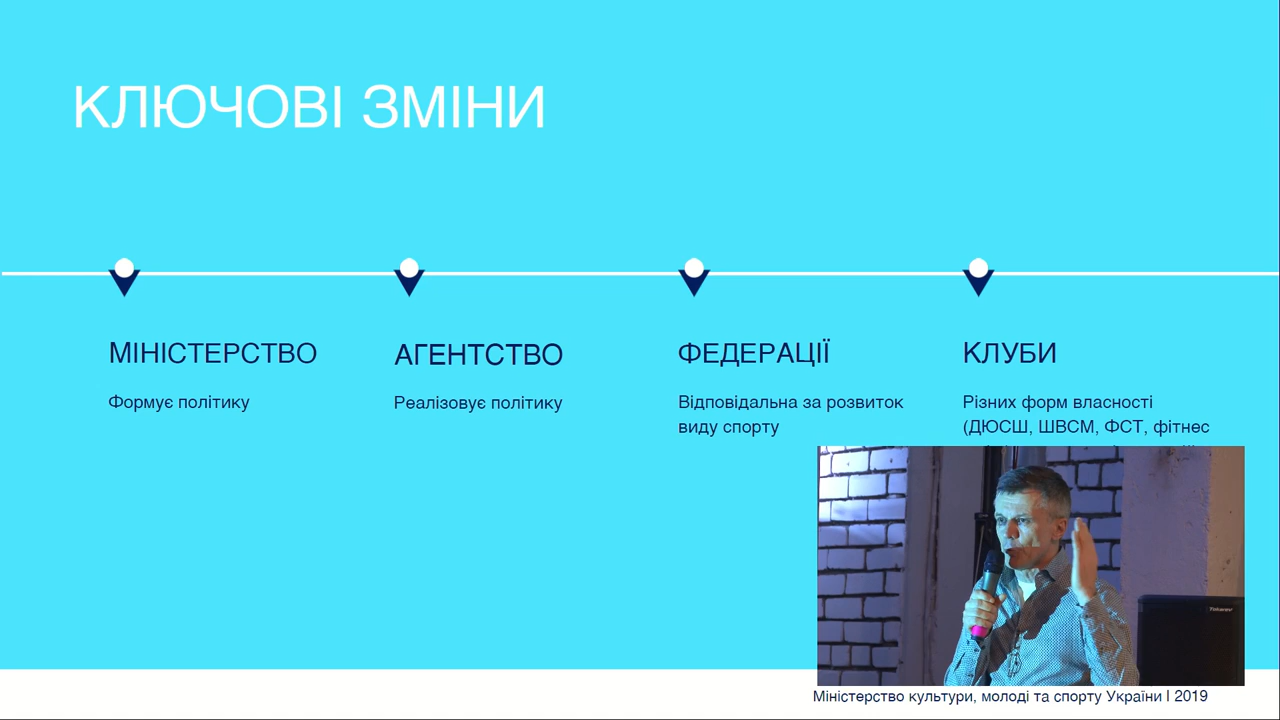 КЛЮЧОВІ ЗМІНИ
МІНІСТЕРСТВО
Формує політику
АГЕНТСТВО
Реалізовує політику
ФЕДЕРАЦІЇ
Відповідальна за розвиток
виду спорту
КЛУБИ
Різних форм власності
(ДЮСШ, ШВСМ, ФСТ, фітнес
Міністерство культури, молоді та спорту України | 2019